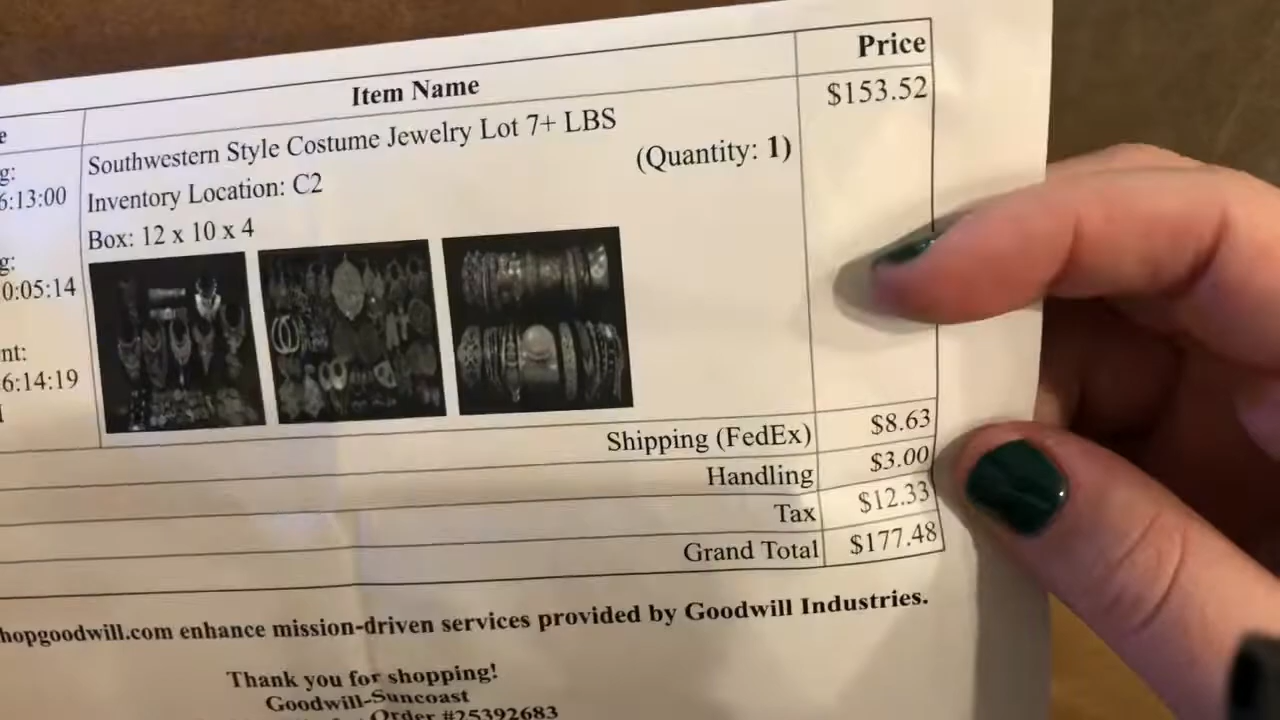 Item Name
Price
e
Southwestern Style Costume Jewelry Lot 7+ LBS
$153.52
g:
(Quantity: 1)
6:13:00
Inventory Location: C2
Box: 12 x 10 x 4
g:
0:05:14
nt:
6:14:19
Shipping (FedEx)
$8.63
Handling
$3.00
Tax
$12.33
Grand Total
$177.48
hopgoodwill.com enhance mission-driven services provided by Goodwill Industries.
Thank you for shopping!
Goodwill-Suncoast
Order #25392683